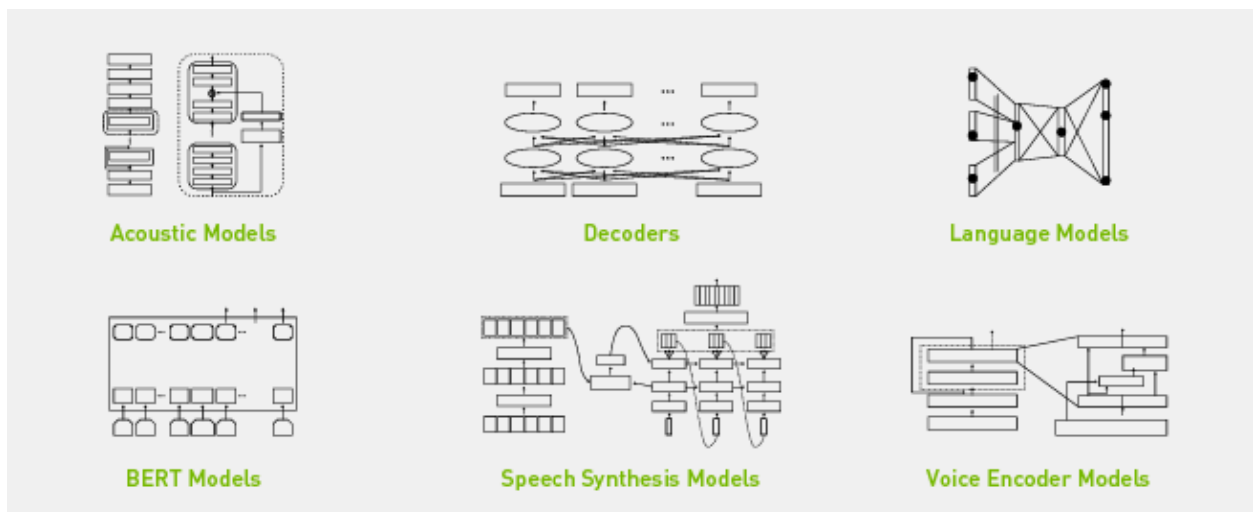 Acoustic Models
Decoders
Language Models
BERT Models
Speech Synthesis Models
Voice Encoder Models